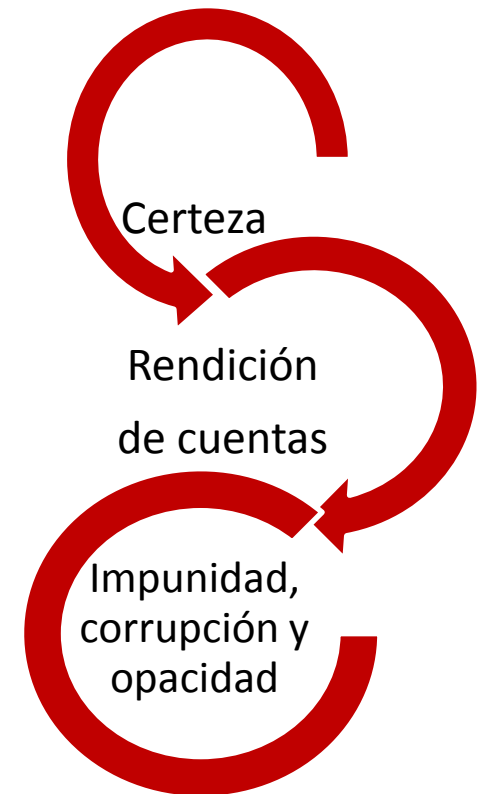 Certeza
Rendición
de cuentas
Impunidad,
corrupción y
opacidad